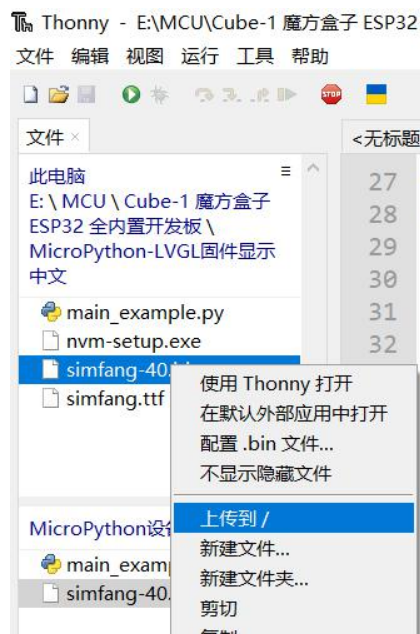 Thonny - E:\MCU\Cube-1 魔方盒子 ESP32
文件 编辑 视图 运行 工具 帮助
STOP
文件 ×
<无标题
此电脑
E: \ MCU \ Cube-1 魔方盒子
ESP32 全内置开发板 \
MicroPython-LVGL固件显示
中文
27
28
29
30
31
32
main_example.py
nvm-setup.exe
simfang-40.
simfang.ttf
使用 Thonny 打开
在默认外部应用中打开
配置 .bin 文件...
不显示隐藏文件
上传到 /
新建文件...
新建文件夹...
剪切
MicroPython设
main_examp
simfang-40.